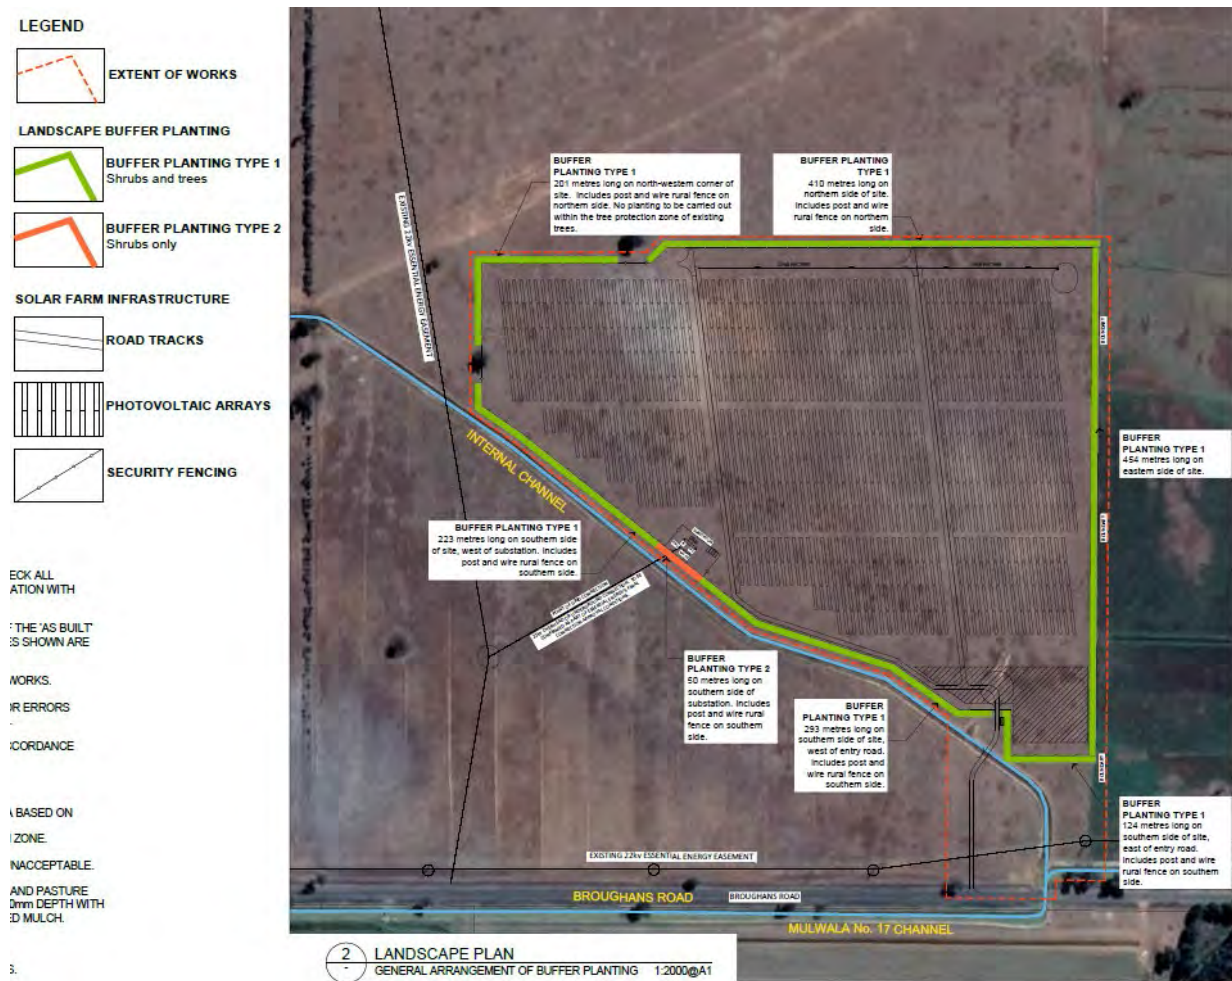 LEGEND
EXTENT OF WORKS
LANDSCAPE BUFFER PLANTING
BUFFER PLANTING TYPE 1
Shrubs and trees
BUFFER PLANTING TYPE 2
Shrubs only
SOLAR FARM INFRASTRUCTURE
ROAD TRACKS
PHOTOVOLTAIC ARRAYS
SECURITY FENCING
ECK ALL
ATION WITH
THE 'AS BUILT'
S SHOWN ARE
WORKS.
OR ERRORS
CCORDANCE
BASED ON
ZONE.
NACCEPTABLE.
AND PASTURE
0mm DEPTH WITH
ED MULCH.
S.
BUFFER
PLANTING TYPE 1
201 metres long on north-western corner of
site. Includes post and wire rural fence on
northern side. No planting to be carried out
within the tree protection zone of existing
trees.
BUFFER PLANTING
TYPE 1
410 metres long on
northern side of site.
Includes post and wire
rural fence on northern
side.
EXISTING 22kv ESSENTIAL ENERGY EASEMENT
INTERNAL CHANNEL
BUFFER
PLANTING TYPE 1
454 metres long on
eastern side of site.
BUFFER PLANTING TYPE 1
223 metres long on southern side
of site, west of substation. Includes
post and wire rural fence on
southern side.
BUFFER
PLANTING TYPE 2
50 metres long on
southern side of
substation. Includes
post and wire rural
fence on southern
side.
BUFFER
PLANTING TYPE 1
293 metres long on
southern side of site,
west of entry road.
Includes post and
wire rural fence on
southern side.
BUFFER
PLANTING TYPE 1
124 metres long on
southern side of site,
east of entry road.
Includes post and wire
rural fence on southern
side.
EXISTING 22kv ESSENTIAL ENERGY EASEMENT
BROUGHANS ROAD
BROUGHANS ROAD
MULWALA No. 17 CHANNEL
2
-
LANDSCAPE PLAN
GENERAL ARRANGEMENT OF BUFFER PLANTING 1:2000@A1